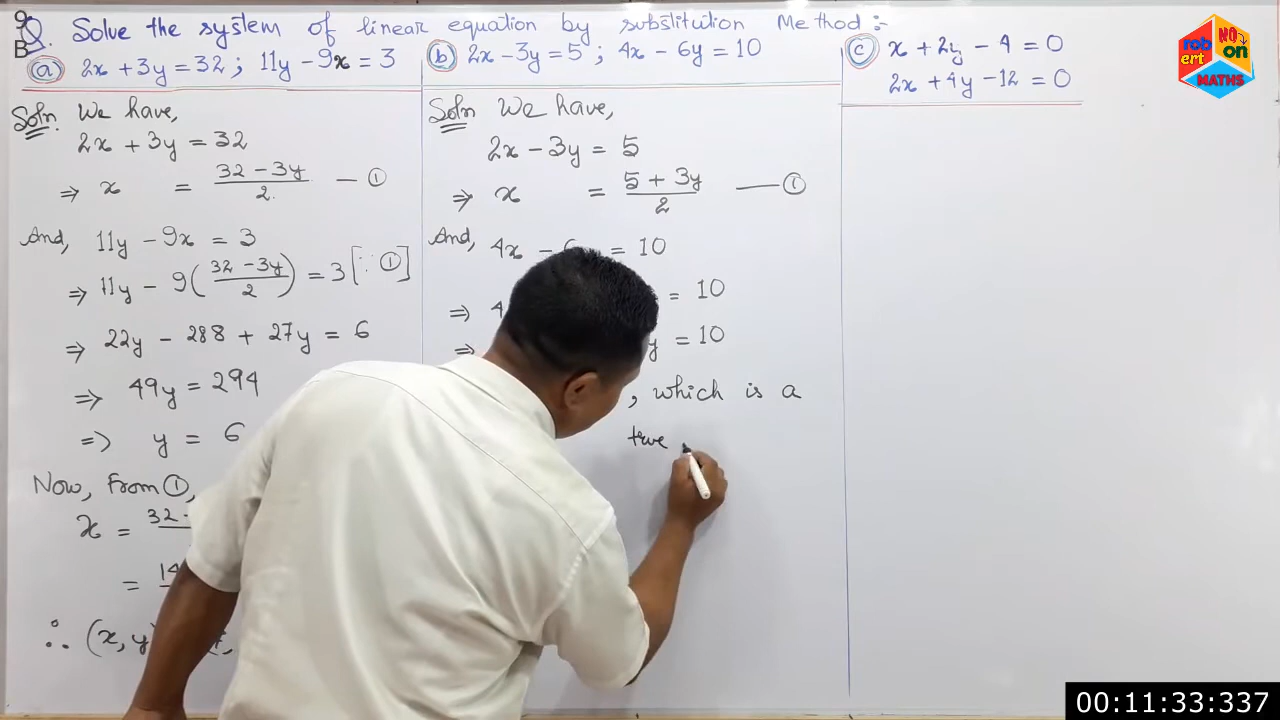 9
B
Q. Solve the system of linear equation by substitution Method :-
(a) 2x + 3y = 32 ; 11y - 9x = 3
Soln. We have,
2x + 3y = 32
⇒ x = (32 - 3y)/2 — ①
And, 11y - 9x = 3
⇒ 11y - 9((32 - 3y)/2) = 3 [∵ ①]
⇒ 22y - 288 + 27y = 6
⇒ 49y = 294
⇒ y = 6
Now, From ①,
x = 32 -
= 14
∴ (x, y)
(b) 2x - 3y = 5 ; 4x - 6y = 10
Soln We have,
2x - 3y = 5
⇒ x = (5 + 3y)/2 — ①
And, 4x - 6 = 10
⇒ 4 = 10
⇒ y = 10
, which is a
true
(c) x + 2y - 4 = 0
2x + 4y - 12 = 0
robert NO on
MATHS
00:11:33:337